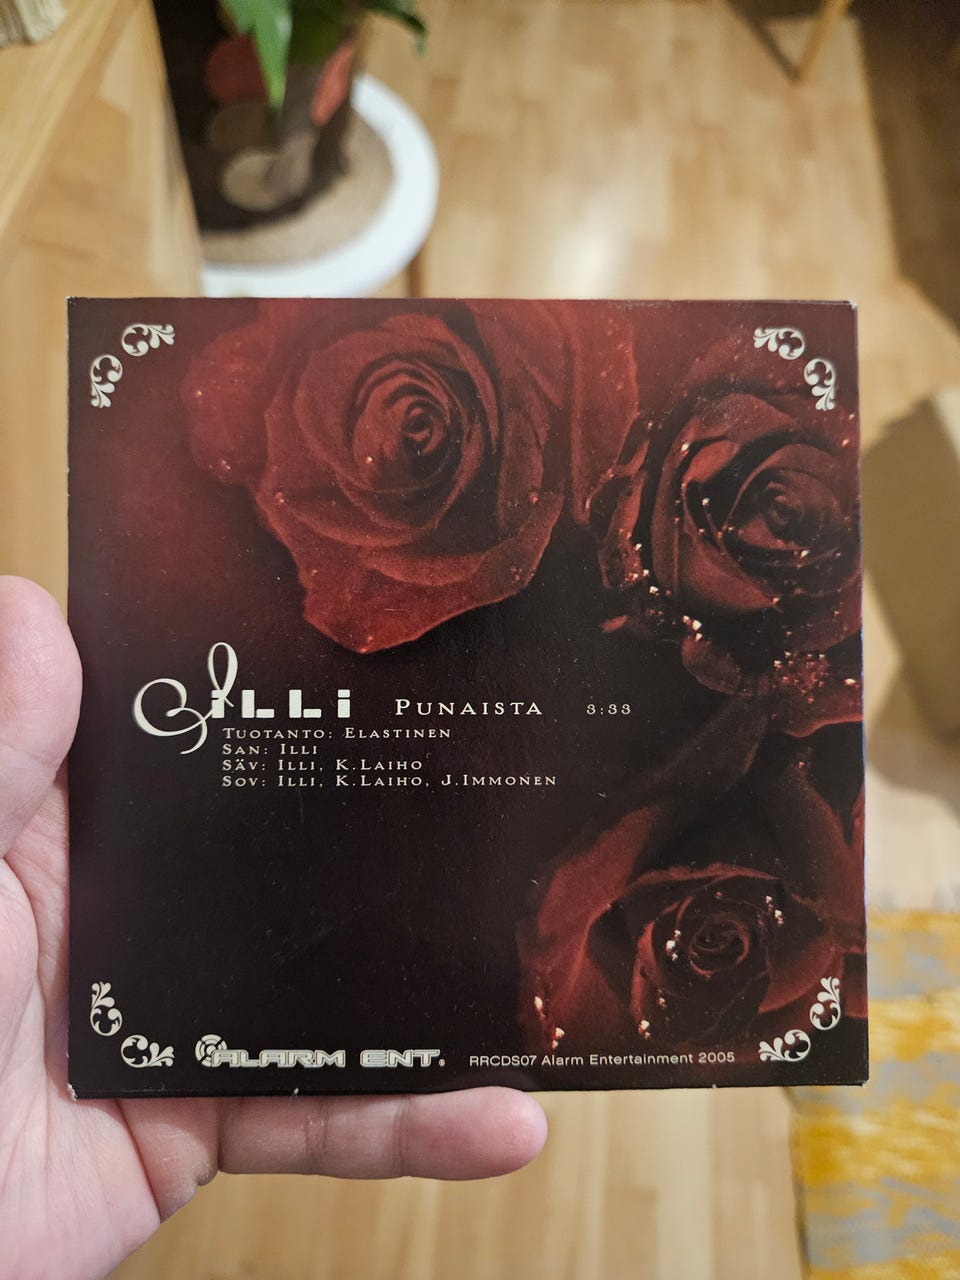 iLLi PUNAISTA 3:33
TUOTANTO: ELASTINEN
SAN: ILLI
SÄV: ILLI, K.LAIHO
SOV: ILLI, K.LAIHO, J.IMMONEN
ALARM ENT. RRCDS07 Alarm Entertainment 2005